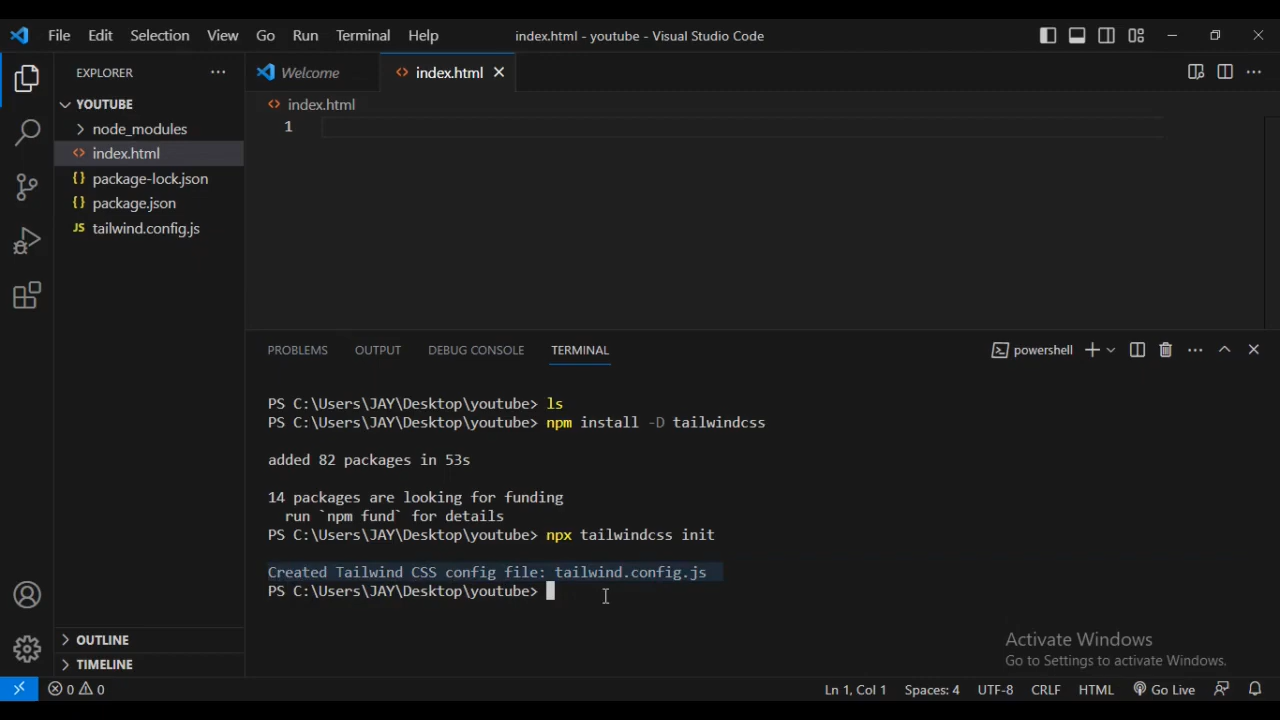 File Edit Selection View Go Run Terminal Help index.html - youtube - Visual Studio Code
EXPLORER
YOUTUBE
node_modules
index.html
package-lock.json
package.json
tailwind.config.js
OUTLINE
TIMELINE
Welcome index.html
index.html
1
PROBLEMS OUTPUT DEBUG CONSOLE TERMINAL powershell
PS C:\Users\JAY\Desktop\youtube> ls
PS C:\Users\JAY\Desktop\youtube> npm install -D tailwindcss
added 82 packages in 53s
14 packages are looking for funding
run `npm fund` for details
PS C:\Users\JAY\Desktop\youtube> npx tailwindcss init
Created Tailwind CSS config file: tailwind.config.js
PS C:\Users\JAY\Desktop\youtube>
Activate Windows
Go to Settings to activate Windows.
0 0 Ln 1, Col 1 Spaces: 4 UTF-8 CRLF HTML Go Live